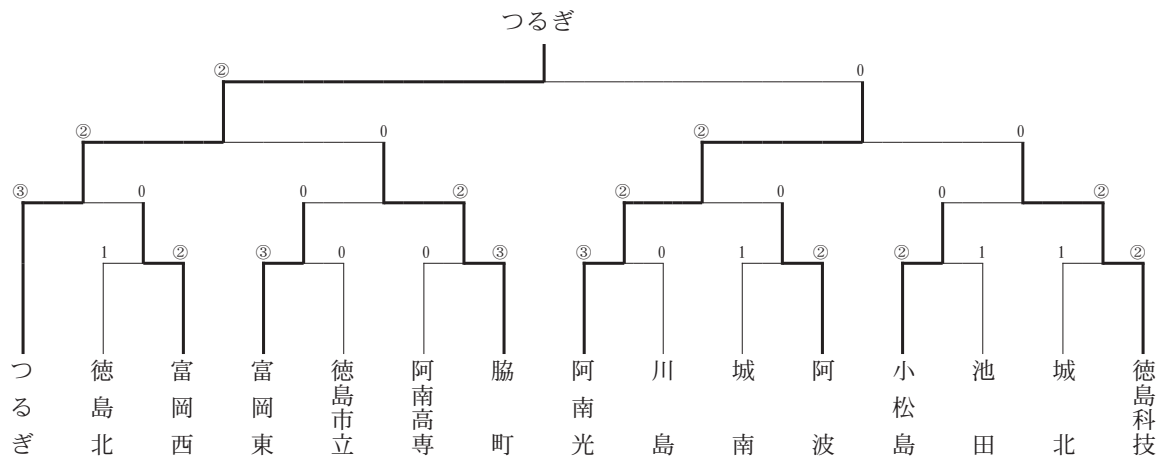 つるぎ
② 0
② 0 ② 0
③ 0 0 ② ② 0 0 ②
1 ② ③ 0 0 ③ ③ 0 1 ② ② 1 1 ②
つるぎ
徳島北
富岡西
富岡東
徳島市立
阿南高専
脇町
阿南光
川島
城南
阿波
小松島
池田
城北
徳島科技